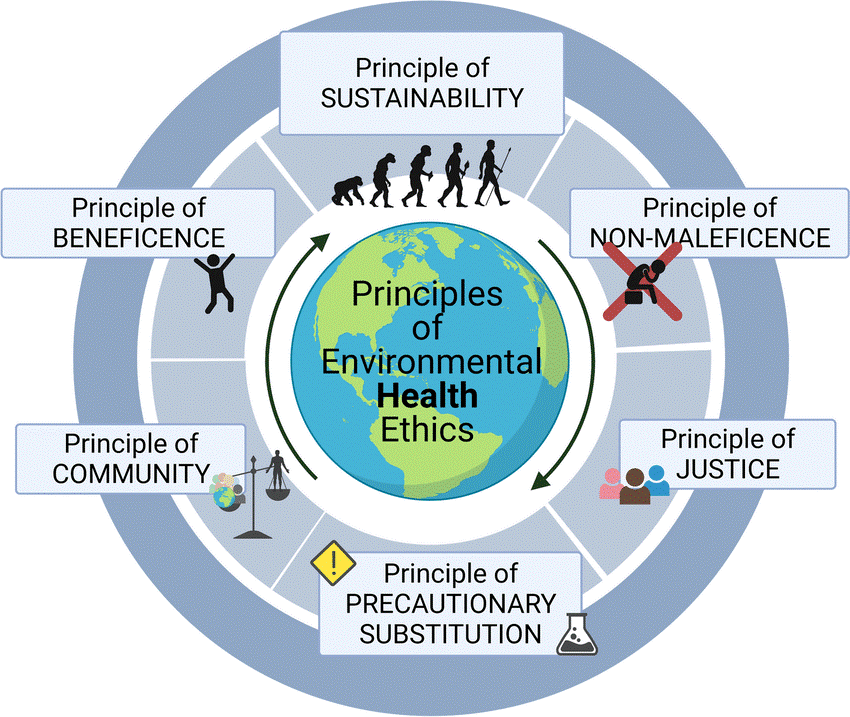 Principle of
SUSTAINABILITY
Principle of
BENEFICENCE
Principle of
NON-MALEFICENCE
Principles
of
Environmental
Health
Ethics
Principle of
COMMUNITY
Principle of
JUSTICE
!
Principle of
PRECAUTIONARY
SUBSTITUTION